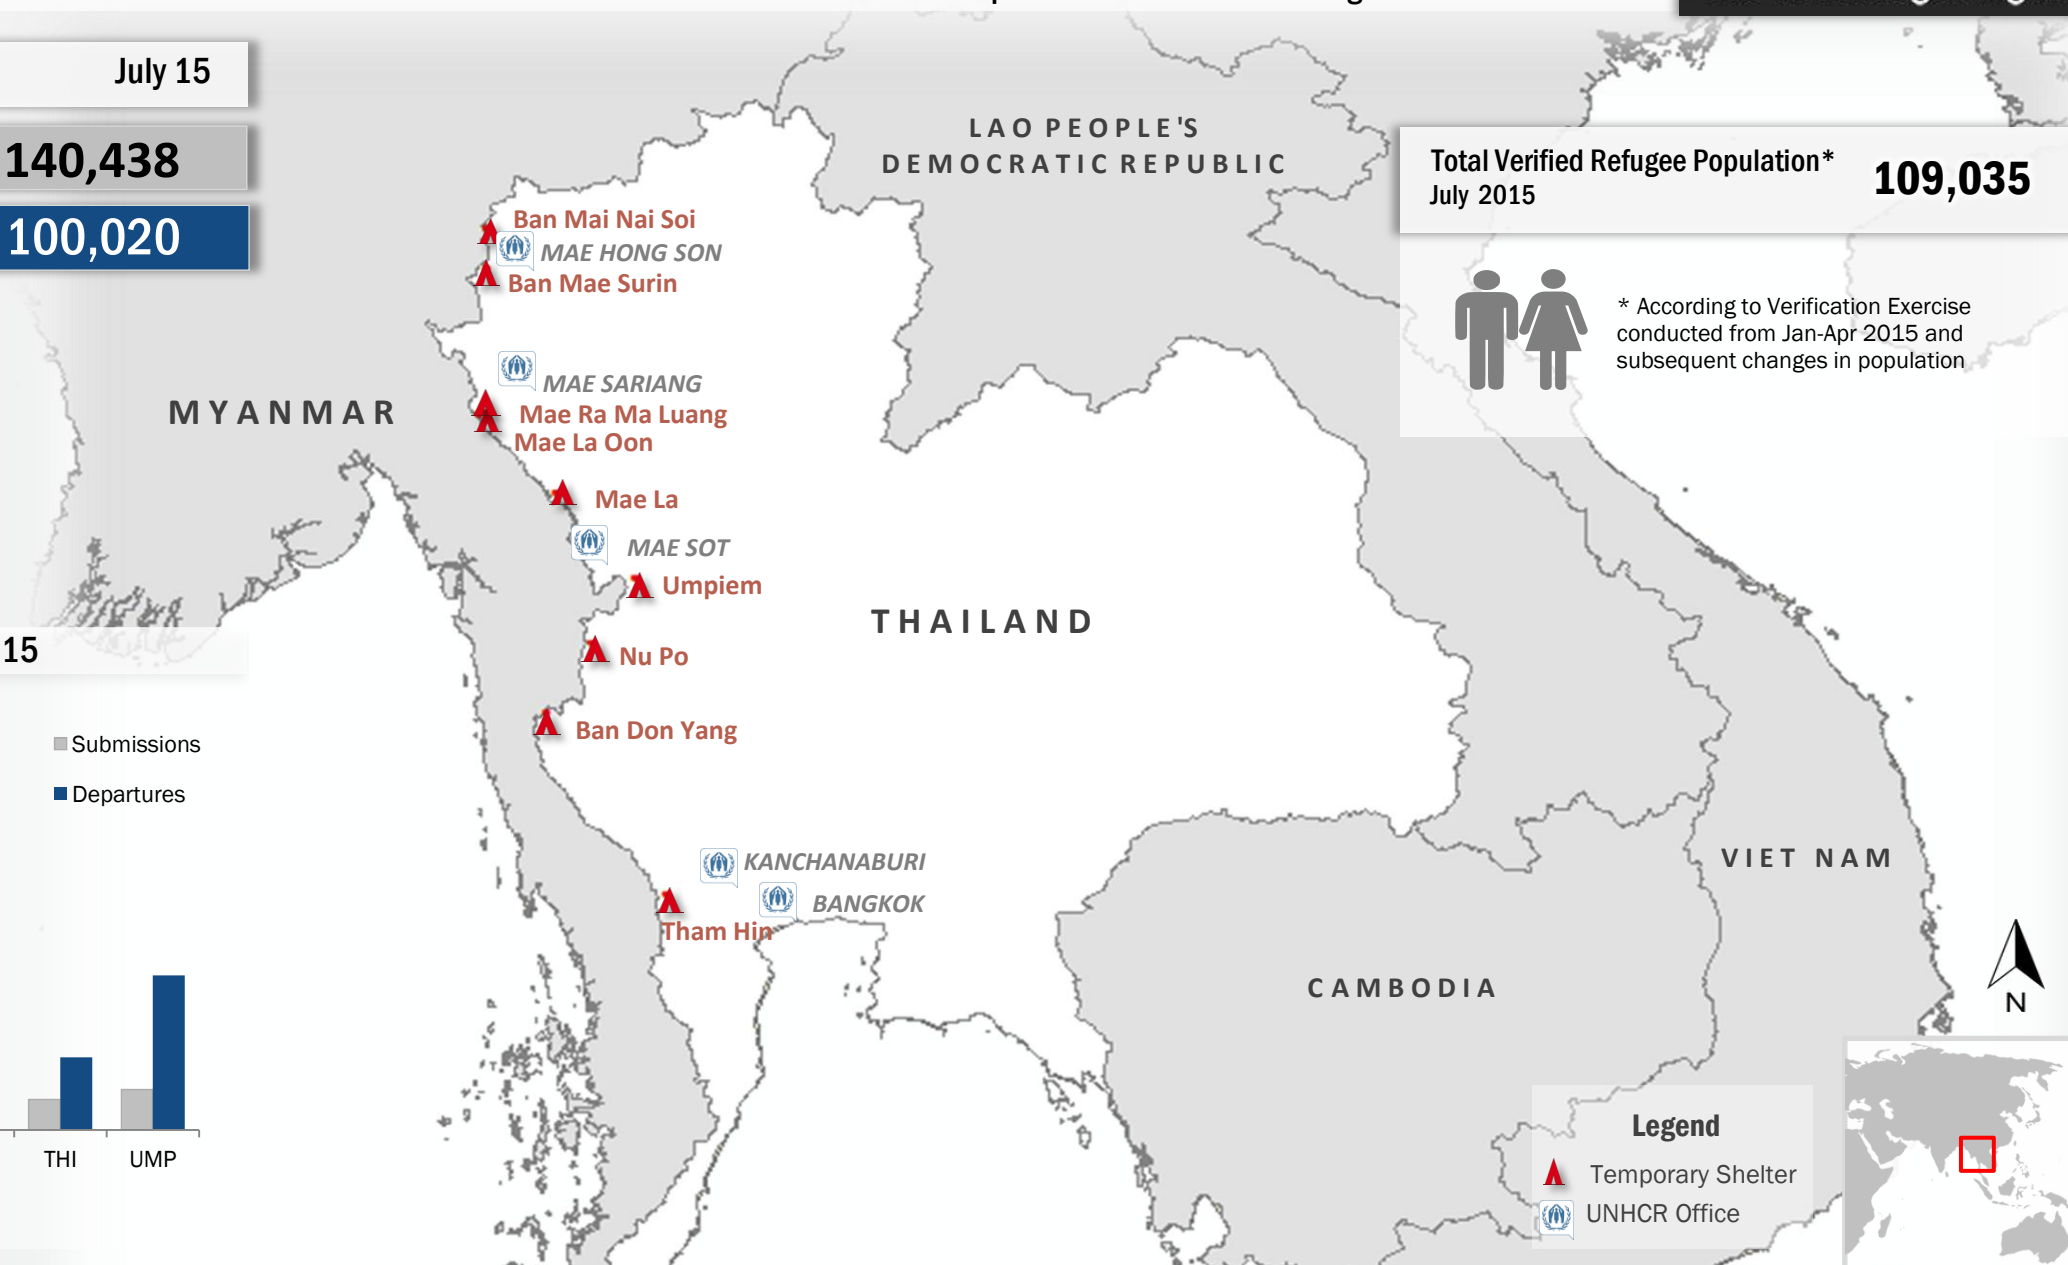 July 15
140,438
100,020
LAO PEOPLE'S
DEMOCRATIC REPUBLIC
Total Verified Refugee Population*
July 2015
109,035
* According to Verification Exercise
conducted from Jan-Apr 2015 and
subsequent changes in population
Ban Mai Nai Soi
MAE HONG SON
Ban Mae Surin
MAE SARIANG
MYANMAR
Mae Ra Ma Luang
Mae La Oon
Mae La
MAE SOT
Umpiem
THAILAND
Nu Po
15
Ban Don Yang
Submissions
Departures
KANCHANABURI
BANGKOK
Tham Hin
VIET NAM
CAMBODIA
N
THI
UMP
Legend
Temporary Shelter
UNHCR Office